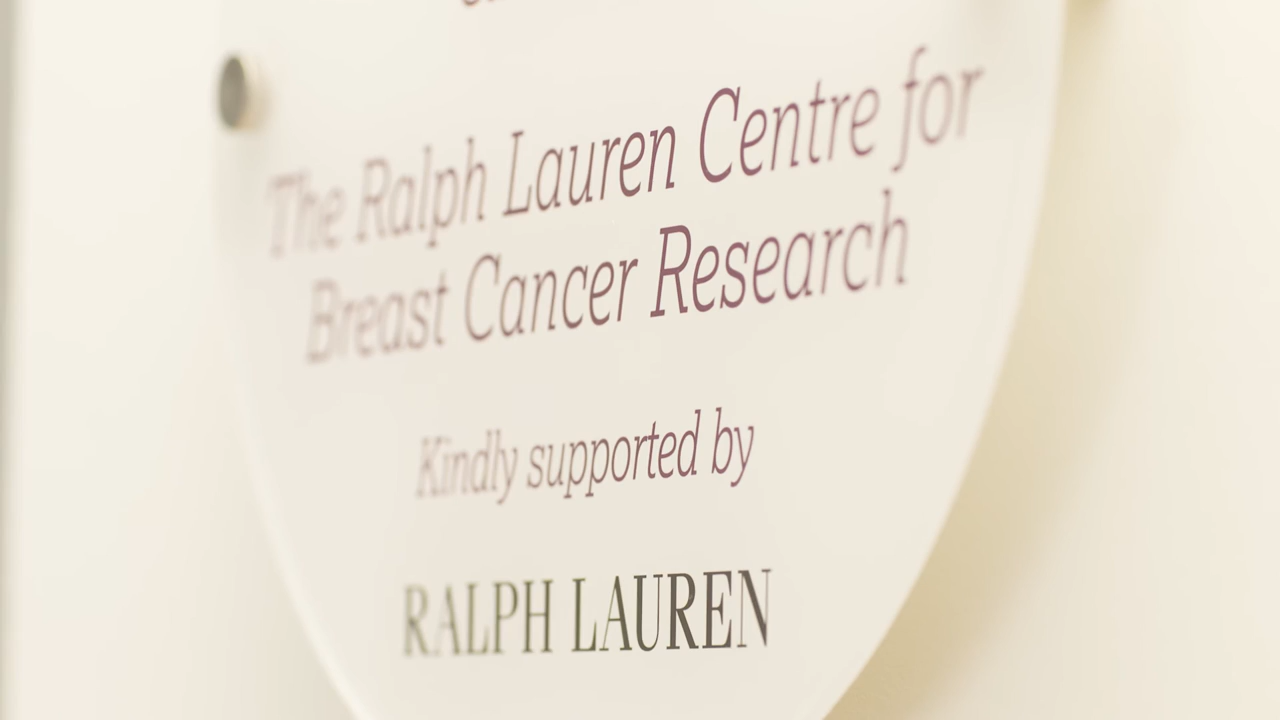 The Ralph Lauren Centre for
Breast Cancer Research
Kindly supported by
RALPH LAUREN